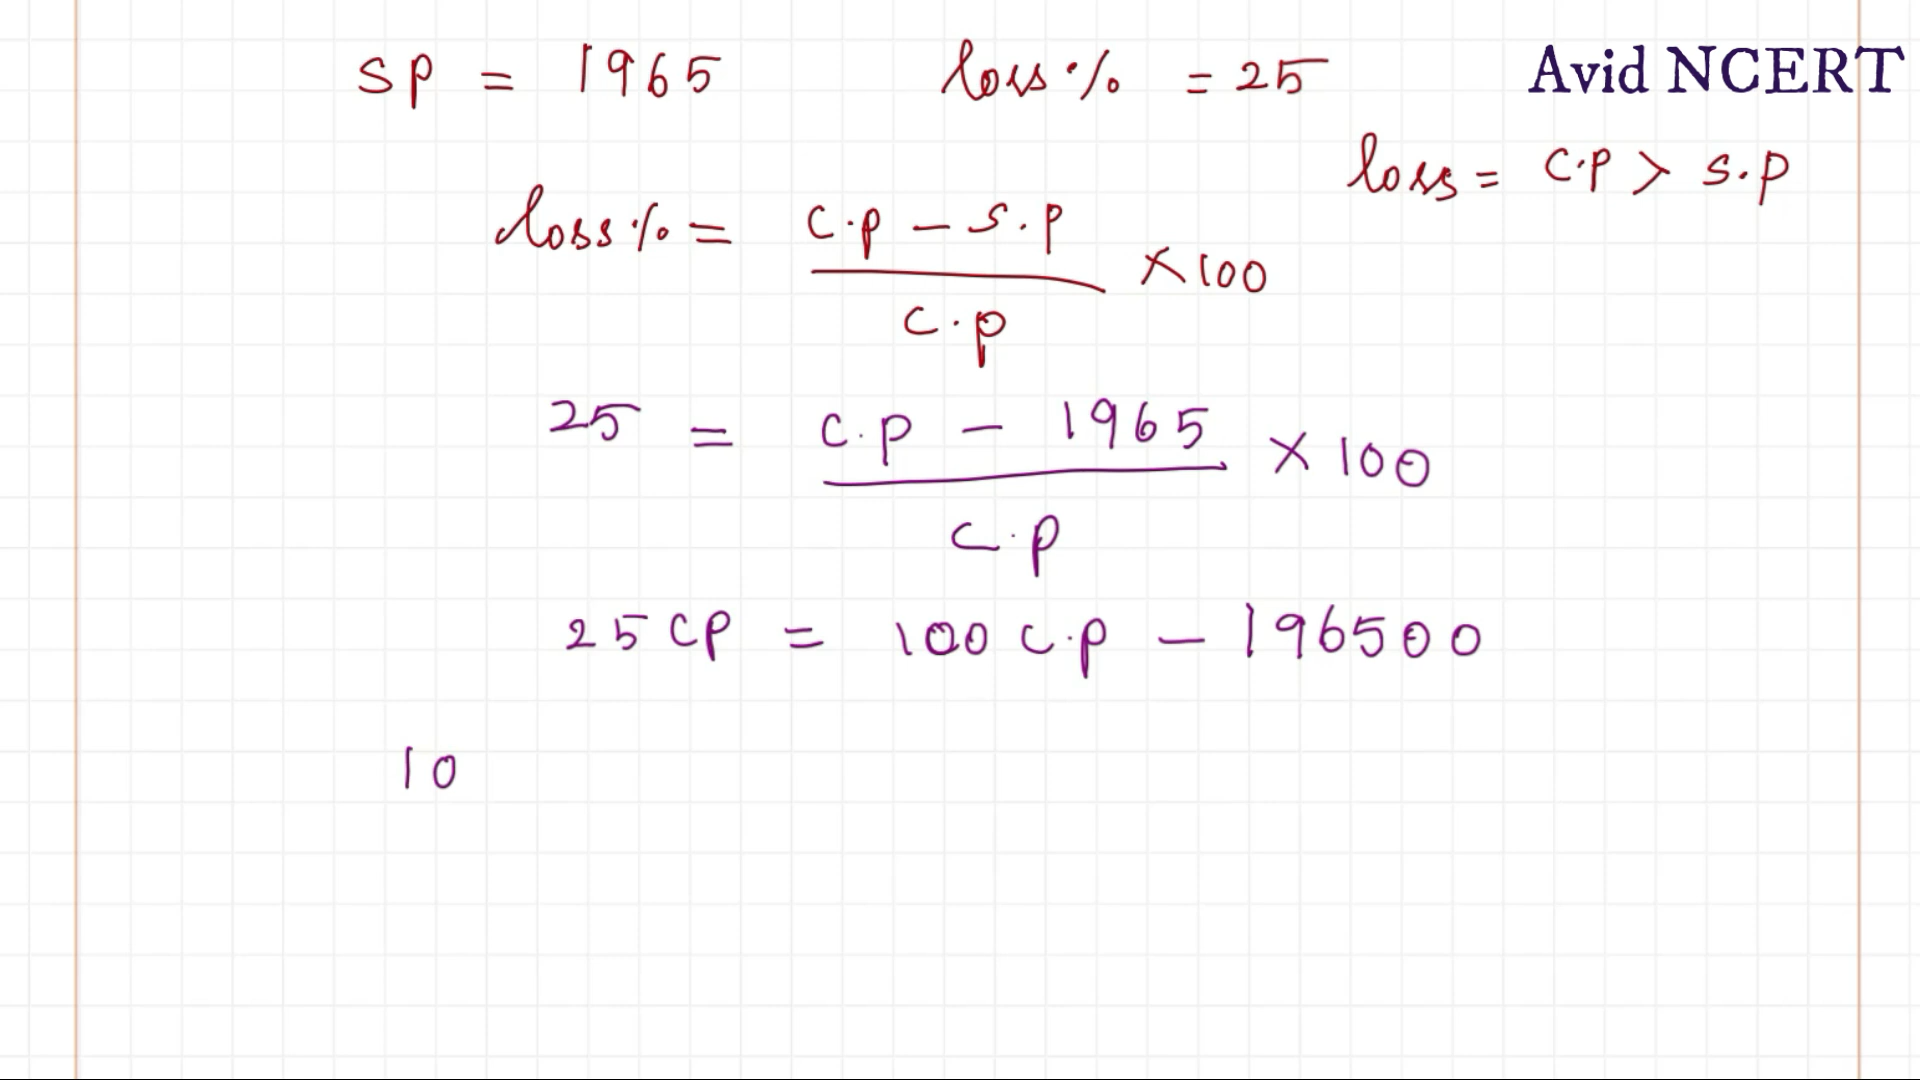 SP = 1965 loss % = 25 Avid NCERT
loss = C.P > S.P
loss % = C.P - S.P / C.P × 100
25 = C.P - 1965 / C.P × 100
25 CP = 100 C.P - 196500
10